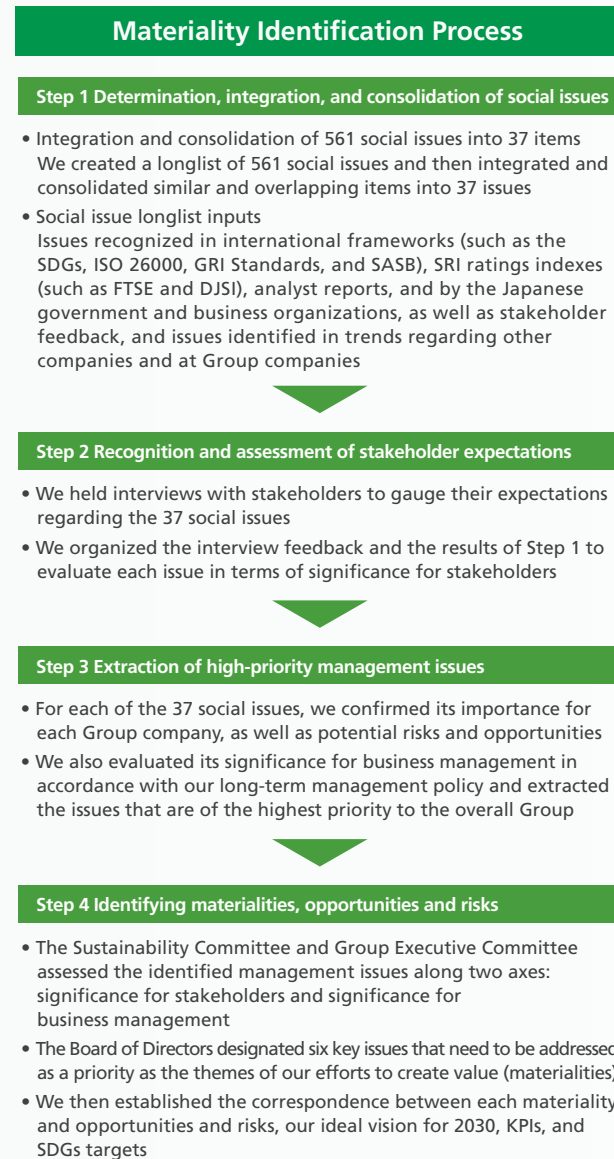 Materiality Identification Process
Step 1 Determination, integration, and consolidation of social issues
• Integration and consolidation of 561 social issues into 37 items
We created a longlist of 561 social issues and then integrated and
consolidated similar and overlapping items into 37 issues
• Social issue longlist inputs
Issues recognized in international frameworks (such as the
SDGs, ISO 26000, GRI Standards, and SASB), SRI ratings indexes
(such as FTSE and DJSI), analyst reports, and by the Japanese
government and business organizations, as well as stakeholder
feedback, and issues identified in trends regarding other
companies and at Group companies
Step 2 Recognition and assessment of stakeholder expectations
• We held interviews with stakeholders to gauge their expectations
regarding the 37 social issues
• We organized the interview feedback and the results of Step 1 to
evaluate each issue in terms of significance for stakeholders
Step 3 Extraction of high-priority management issues
• For each of the 37 social issues, we confirmed its importance for
each Group company, as well as potential risks and opportunities
• We also evaluated its significance for business management in
accordance with our long-term management policy and extracted
the issues that are of the highest priority to the overall Group
Step 4 Identifying materialities, opportunities and risks
• The Sustainability Committee and Group Executive Committee
assessed the identified management issues along two axes:
significance for stakeholders and significance for
business management
• The Board of Directors designated six key issues that need to be addressed
as a priority as the themes of our efforts to create value (materialities)
• We then established the correspondence between each materiality
and opportunities and risks, our ideal vision for 2030, KPIs, and
SDGs targets